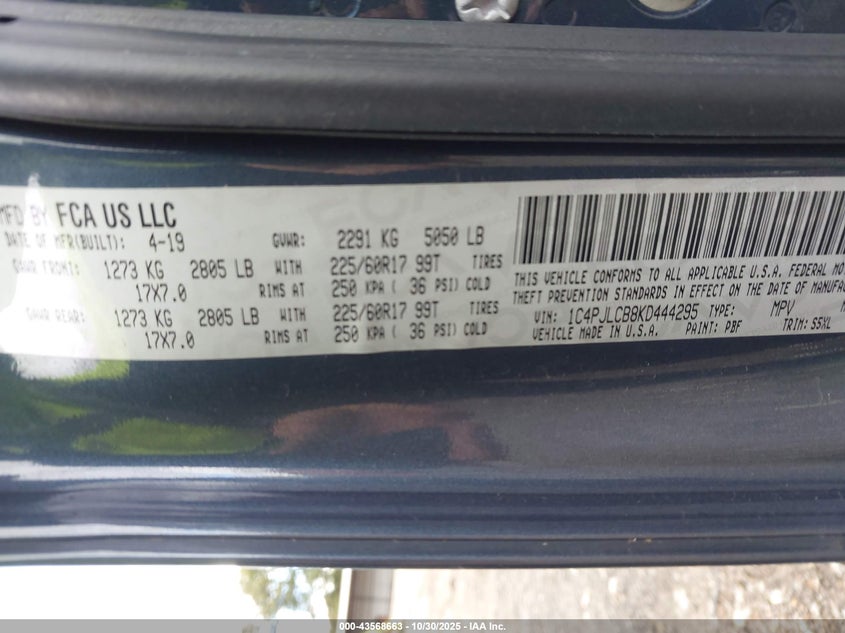 MFD BY FCA US LLC
DATE OF MFR(BUILT): 4-19 GVWR: 2291 KG 5050 LB
GAWR FRONT: 1273 KG 2805 LB WITH 225/60R17 99T TIRES
17X7.0 RIMS AT 250 KPA ( 36 PSI) COLD
GAWR REAR: 1273 KG 2805 LB WITH 225/60R17 99T TIRES
17X7.0 RIMS AT 250 KPA ( 36 PSI) COLD
THIS VEHICLE CONFORMS TO ALL APPLICABLE U.S.A. FEDERAL
THEFT PREVENTION STANDARDS IN EFFECT ON THE DATE OF
VIN: 1C4PJLCB8KD444295 TYPE: MPV
VEHICLE MADE IN U.S.A. PAINT: PBF TRIM: S5XL
000-43568663 - 10/30/2025 - IAA Inc.